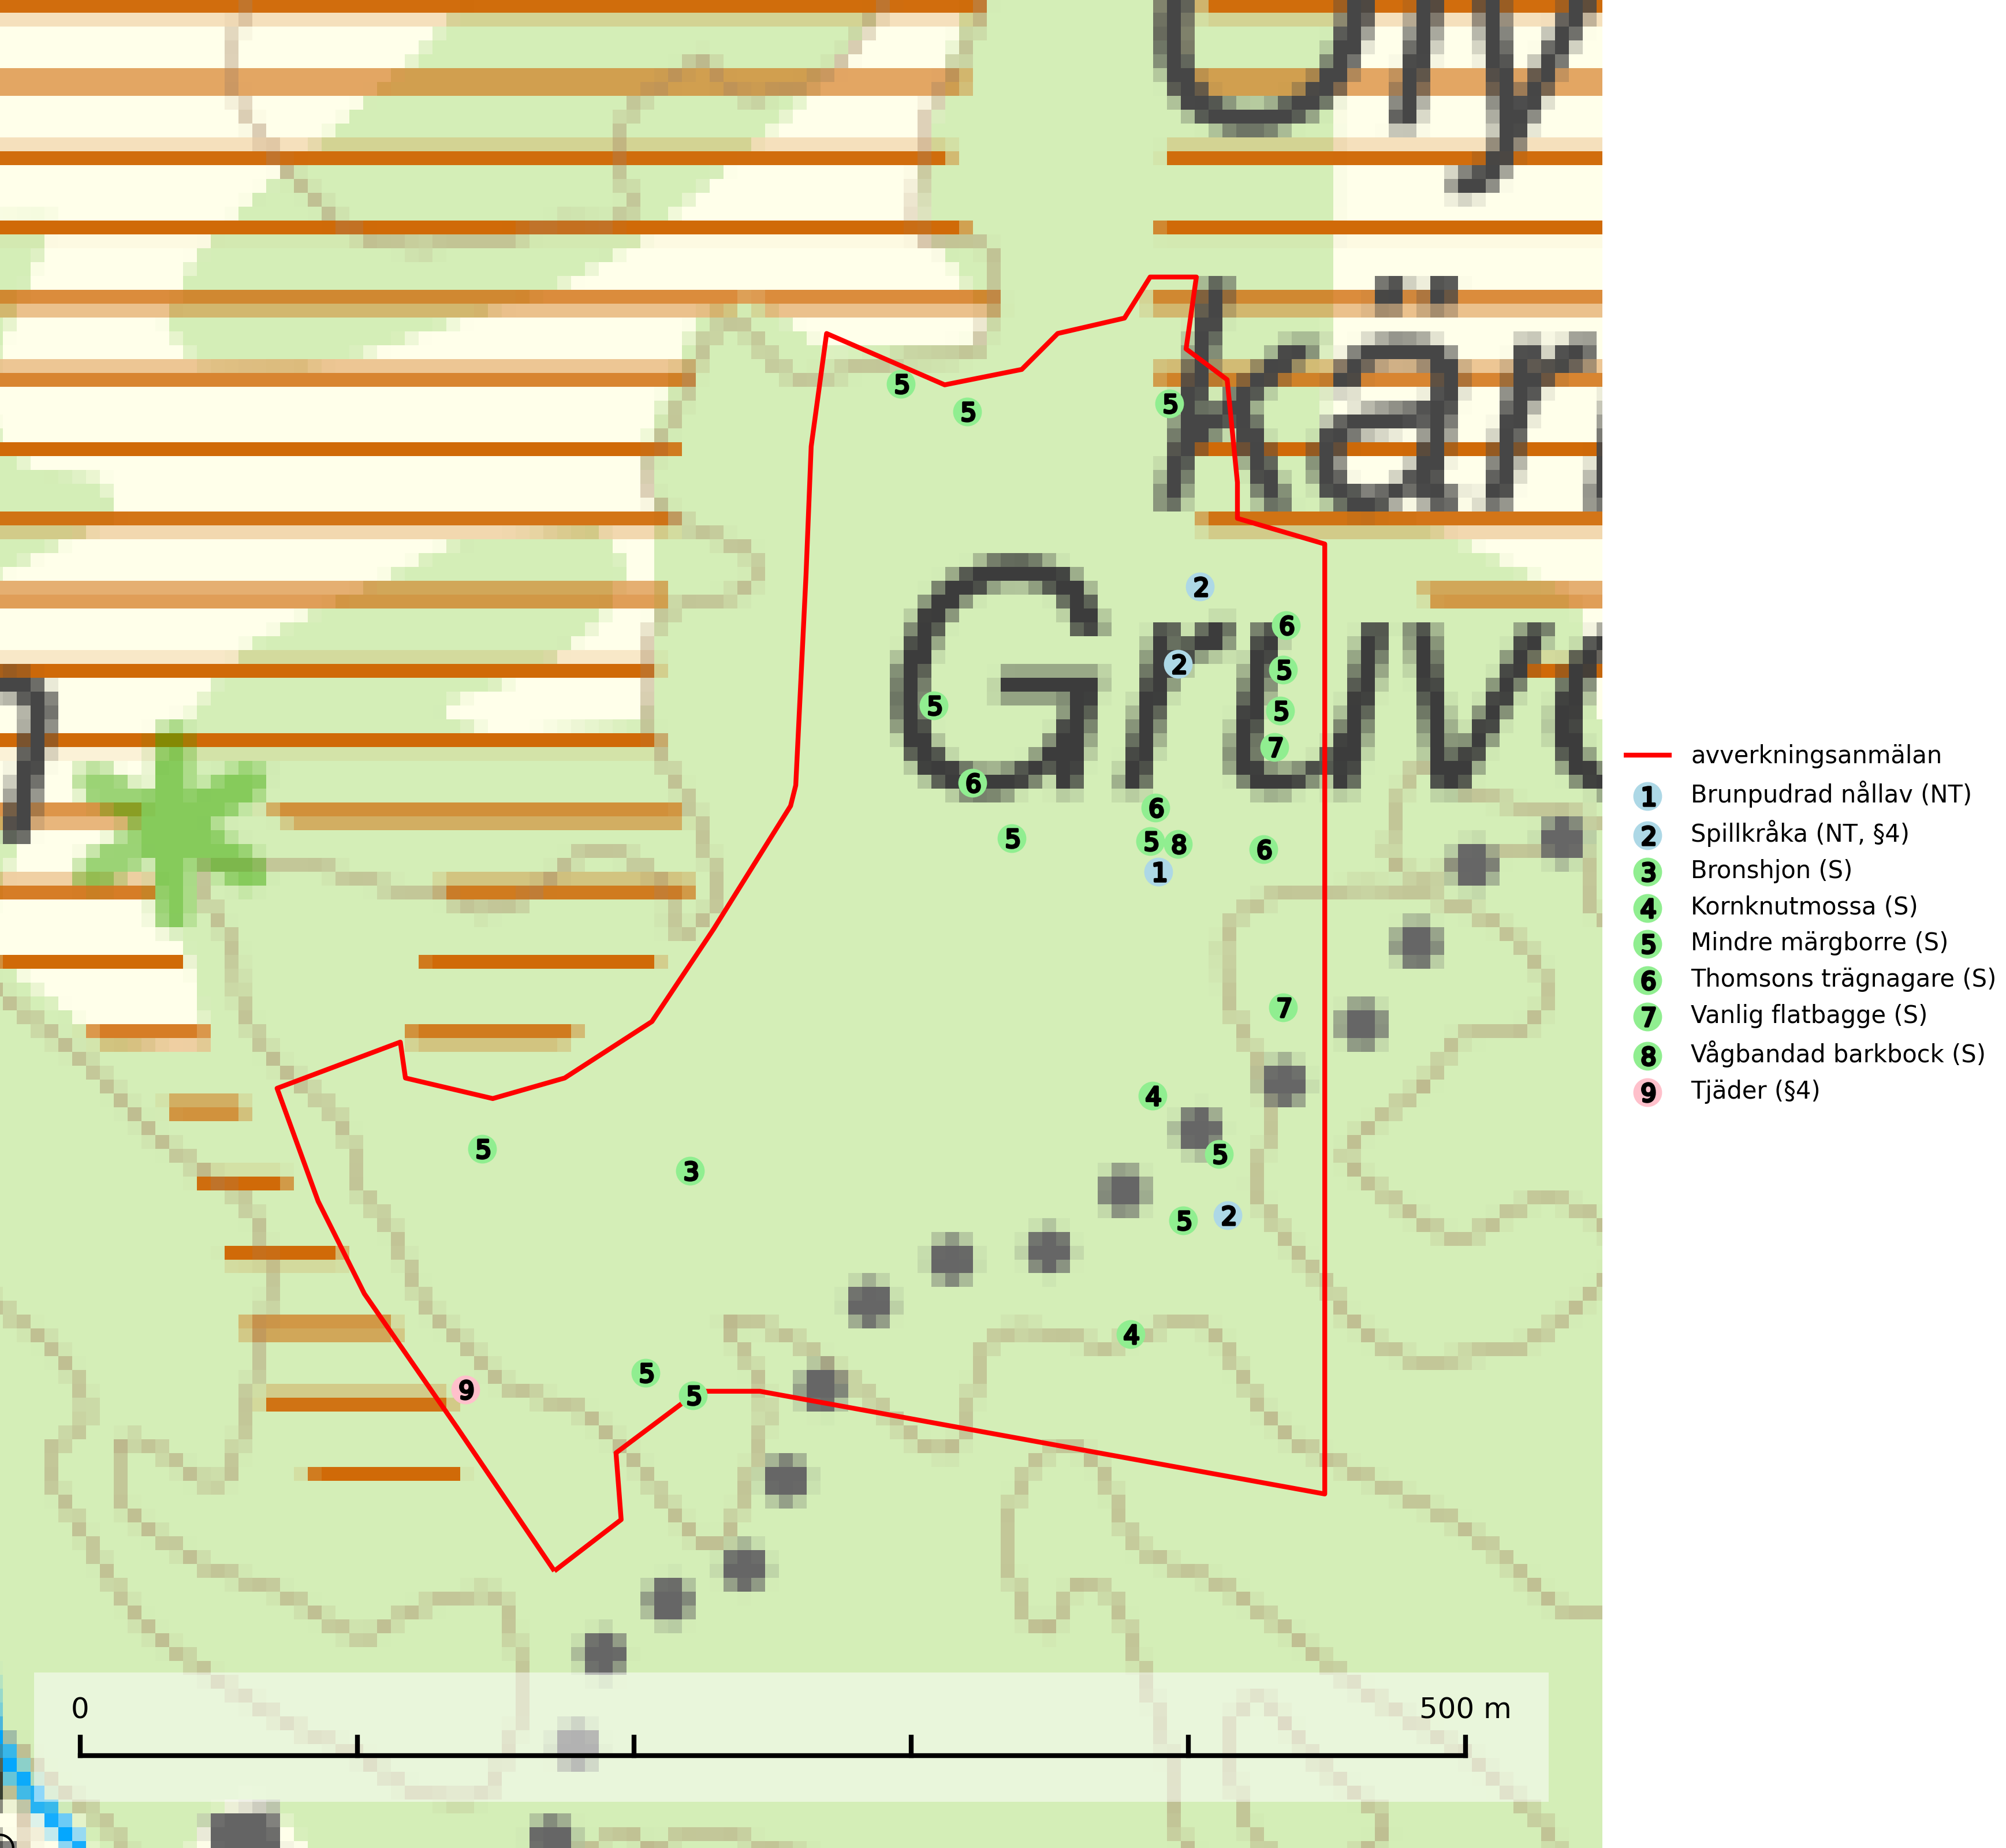 kär
Gruv
2
6
2
5
5
5
7
6
6
5
5
8
6
1
7
4
5
5
3
5
2
4
5
9
5
5
5
5
avverkningsanmälan
1 Brunpudrad nållav (NT)
2 Spillkråka (NT, §4)
3 Bronshjon (S)
4 Kornknutmossa (S)
5 Mindre märgborre (S)
6 Thomsons trägnagare (S)
7 Vanlig flatbagge (S)
8 Vågbandad barkbock (S)
9 Tjäder (§4)
0 500 m